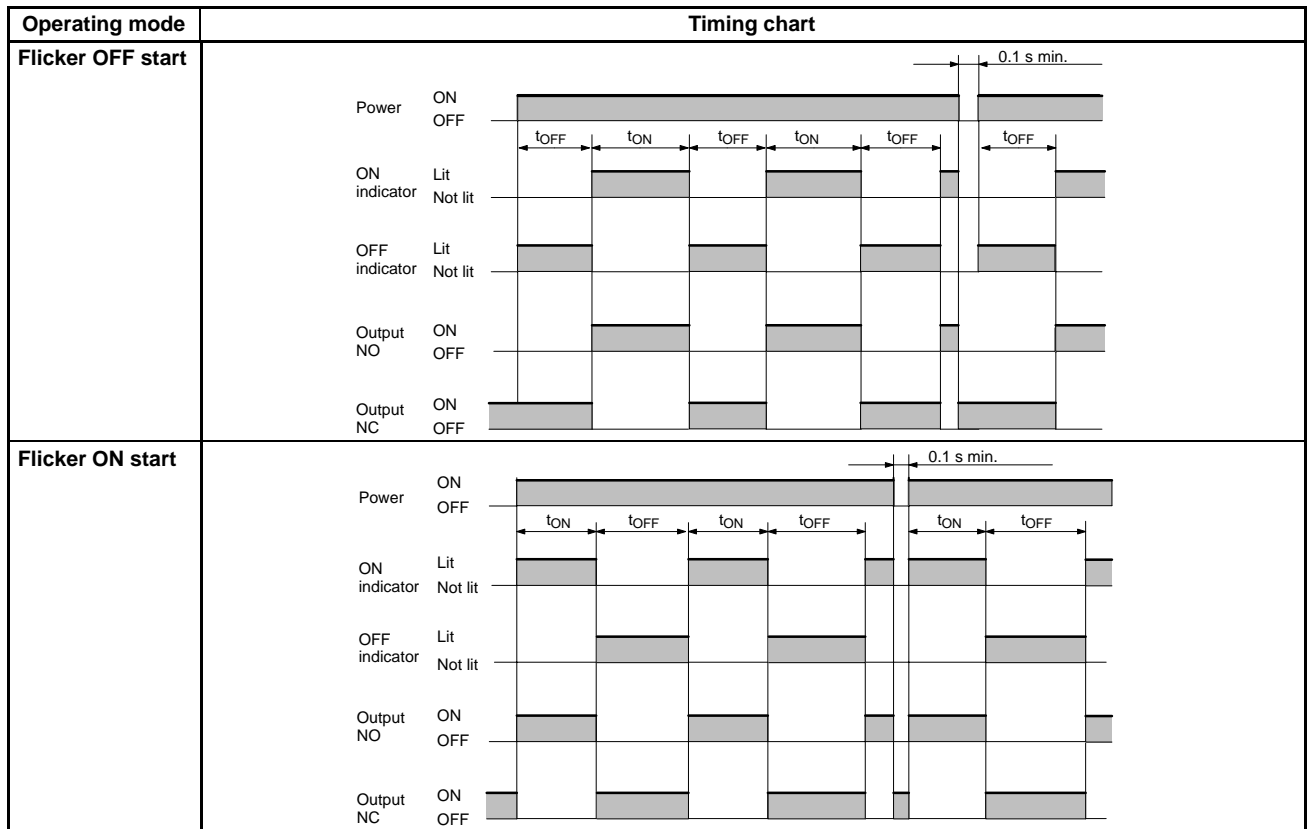 Operating mode Timing chart
Flicker OFF start
0.1 s min.
Power ON
OFF
tOFF tON tOFF tON tOFF tOFF
ON Lit
indicator Not lit
OFF Lit
indicator Not lit
Output ON
NO OFF
Output ON
NC OFF
Flicker ON start
0.1 s min.
Power ON
OFF
tON tOFF tON tOFF tON tOFF
ON Lit
indicator Not lit
OFF Lit
indicator Not lit
Output ON
NO OFF
Output ON
NC OFF